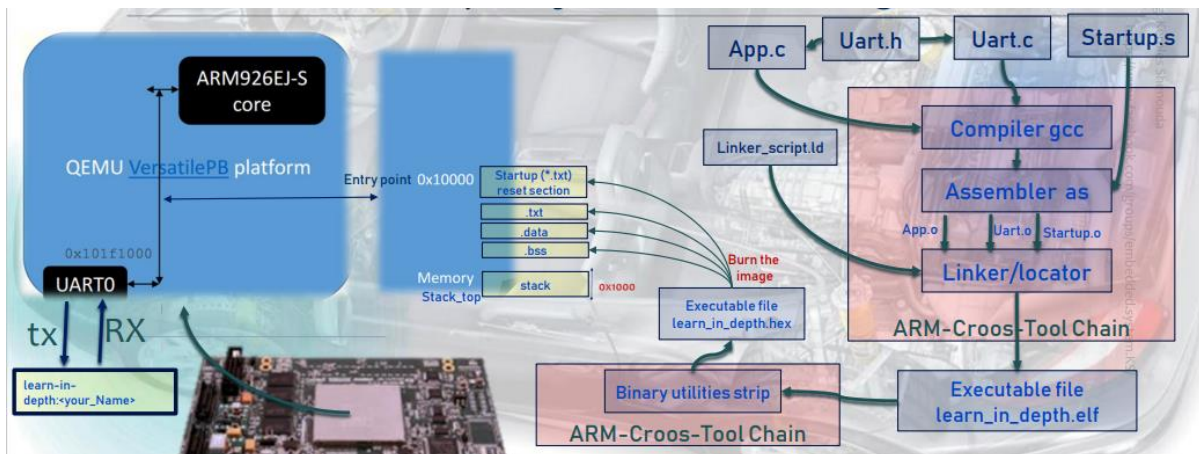 ARM926EJ-S
core
QEMU VersatilePB platform
0x101f1000
UART0
tx
RX
learn-in-
depth:<your_Name>
Entry point
0x10000
Startup (*.txt)
reset section
.txt
.data
.bss
Memory
Stack_top
stack
0x1000
Burn the
image
Executable file
learn_in_depth.hex
Binary utilities strip
ARM-Croos-Tool Chain
App.c
Uart.h
Uart.c
Startup.s
Linker_script.ld
Compiler gcc
Assembler as
App.o
Uart.o
Startup.o
Linker/locator
ARM-Croos-Tool Chain
Executable file
learn_in_depth.elf